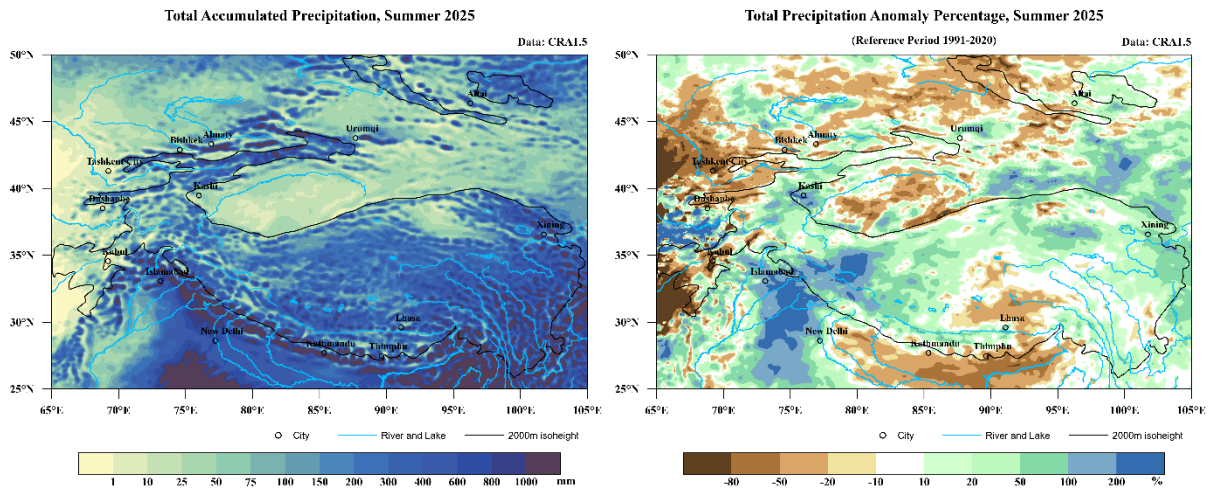 Total Accumulated Precipitation, Summer 2025
Data: CRA1.5
50°N
45°N
40°N
35°N
30°N
25°N
65°E
70°E
75°E
80°E
85°E
90°E
95°E
100°E
105°E
Altai
Urumqi
Almaty
Bishkek
Tashkent City
Kashi
Dushanbe
Xining
Kabul
Islamabad
Lhasa
New Delhi
Kathmandu
Thimphu
City
River and Lake
2000m isoheight
1 10 25 50 75 100 150 200 300 400 600 800 1000 mm
Total Precipitation Anomaly Percentage, Summer 2025
(Reference Period 1991-2020)
Data: CRA1.5
50°N
45°N
40°N
35°N
30°N
25°N
65°E
70°E
75°E
80°E
85°E
90°E
95°E
100°E
105°E
Altai
Urumqi
Almaty
Bishkek
Tashkent City
Kashi
Dushanbe
Xining
Kabul
Islamabad
Lhasa
New Delhi
Kathmandu
Thimphu
City
River and Lake
2000m isoheight
-80 -50 -20 -10 10 20 50 100 200 %